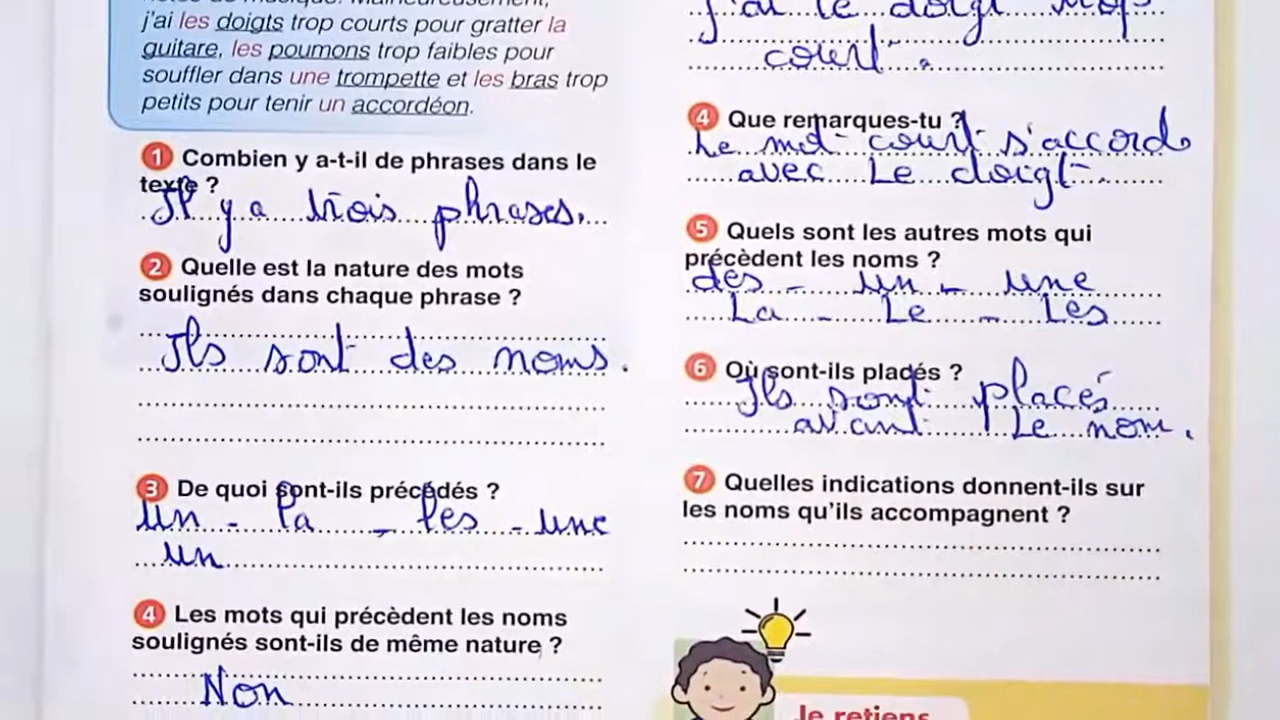 j'ai les doigts trop courts pour gratter la
guitare, les poumons trop faibles pour
souffler dans une trompette et les bras trop
petits pour tenir un accordéon.
1 Combien y a-t-il de phrases dans le
texte ?
Il y a trois phrases.
2 Quelle est la nature des mots
soulignés dans chaque phrase ?
Ils sont des noms.
3 De quoi sont-ils précédés ?
un - la - les - une
un
4 Les mots qui précèdent les noms
soulignés sont-ils de même nature ?
Non
j'ai le doigt trop
court.
4 Que remarques-tu ?
Le mot court s'accorde
avec Le doigt.
5 Quels sont les autres mots qui
précèdent les noms ?
des - un - une
La - Le - Les
6 Où sont-ils placés ?
Ils sont placés
avant Le nom.
7 Quelles indications donnent-ils sur
les noms qu'ils accompagnent ?
Je retiens